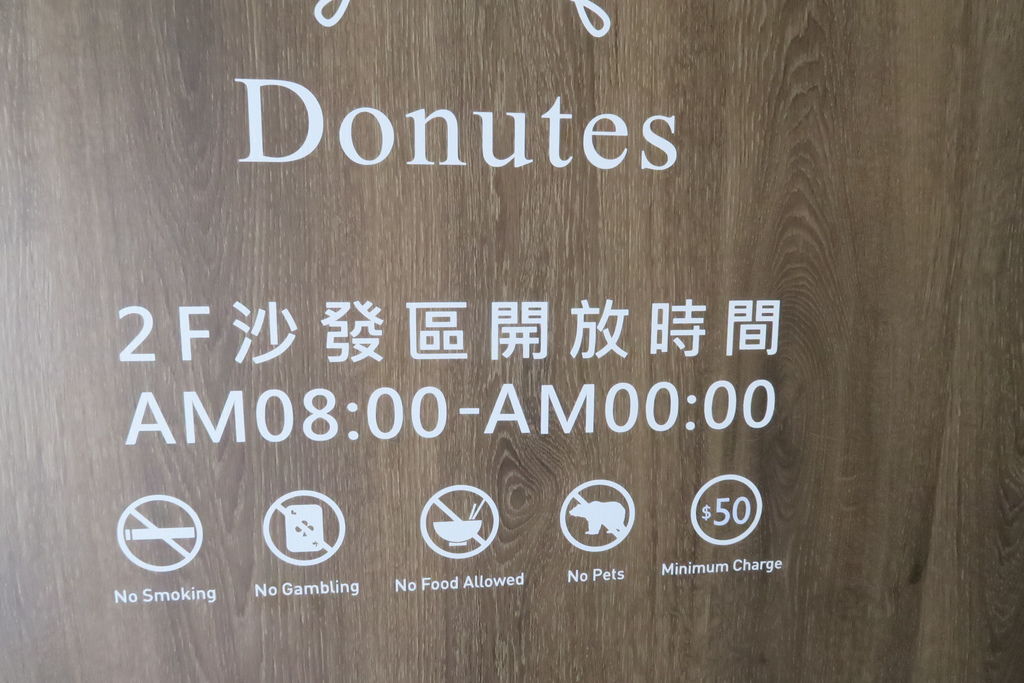 Donutes
2F沙發區開放時間
AM08:00-AM00:00
$50
No Smoking
No Gambling
No Food Allowed
No Pets
Minimum Charge